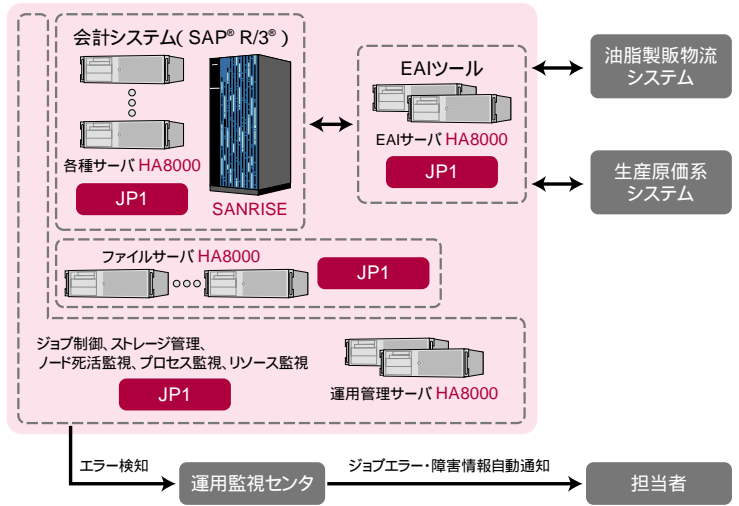 会計システム( SAP® R/3® )
各種サーバ HA8000
JP1
SANRISE
EAIツール
EAIサーバ HA8000
JP1
油脂製販物流
システム
生産原価系
システム
ファイルサーバ HA8000
JP1
ジョブ制御、ストレージ管理、
ノード死活監視、プロセス監視、リソース監視
JP1
運用管理サーバ HA8000
エラー検知
運用監視センタ
ジョブエラー・障害情報自動通知
担当者